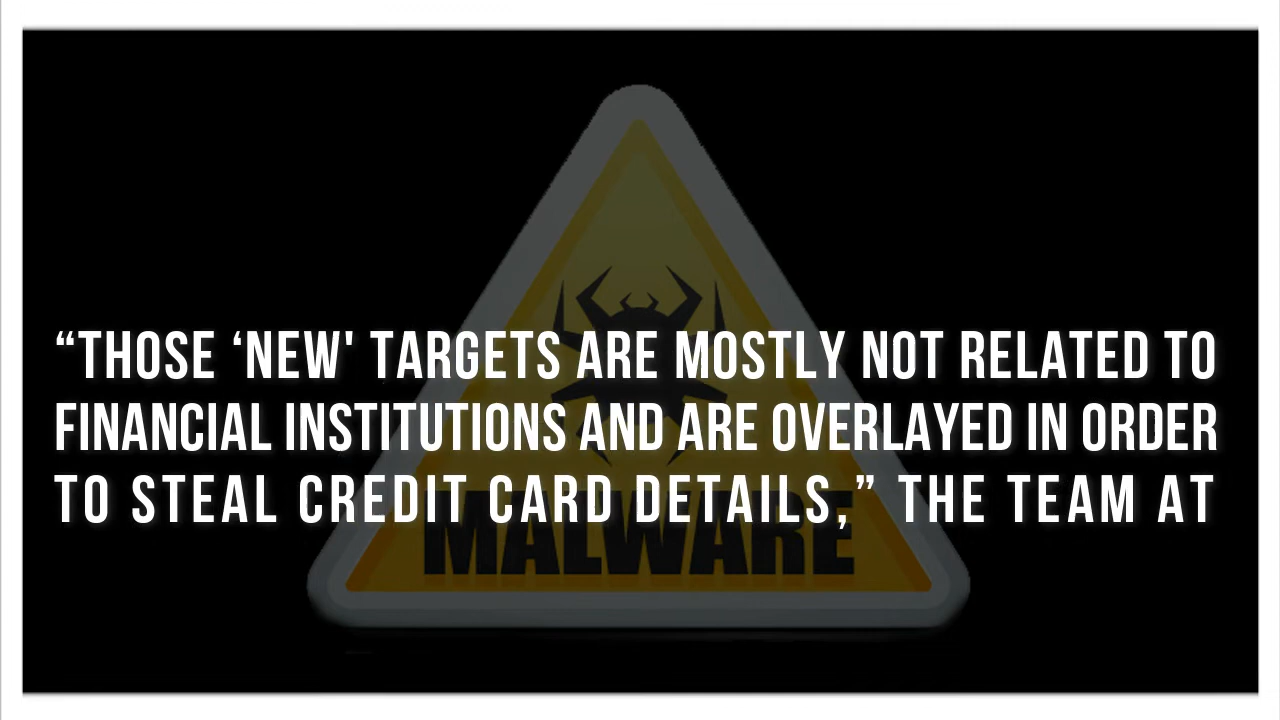 “THOSE ‘NEW' TARGETS ARE MOSTLY NOT RELATED TO
FINANCIAL INSTITUTIONS AND ARE OVERLAYED IN ORDER
TO STEAL CREDIT CARD DETAILS,” THE TEAM AT
MALWARE